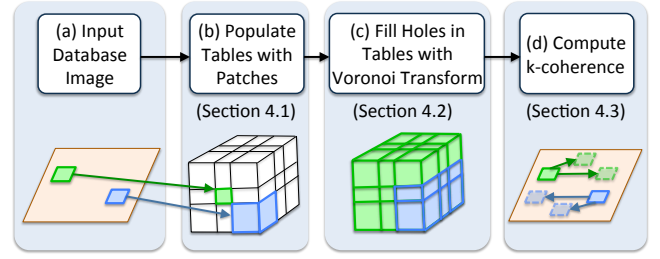 (a) Input
Database
Image
(b) Populate
Tables with
Patches
(c) Fill Holes in
Tables with
Voronoi Transform
(d) Compute
k-coherence
(Section 4.1)
(Section 4.2)
(Section 4.3)